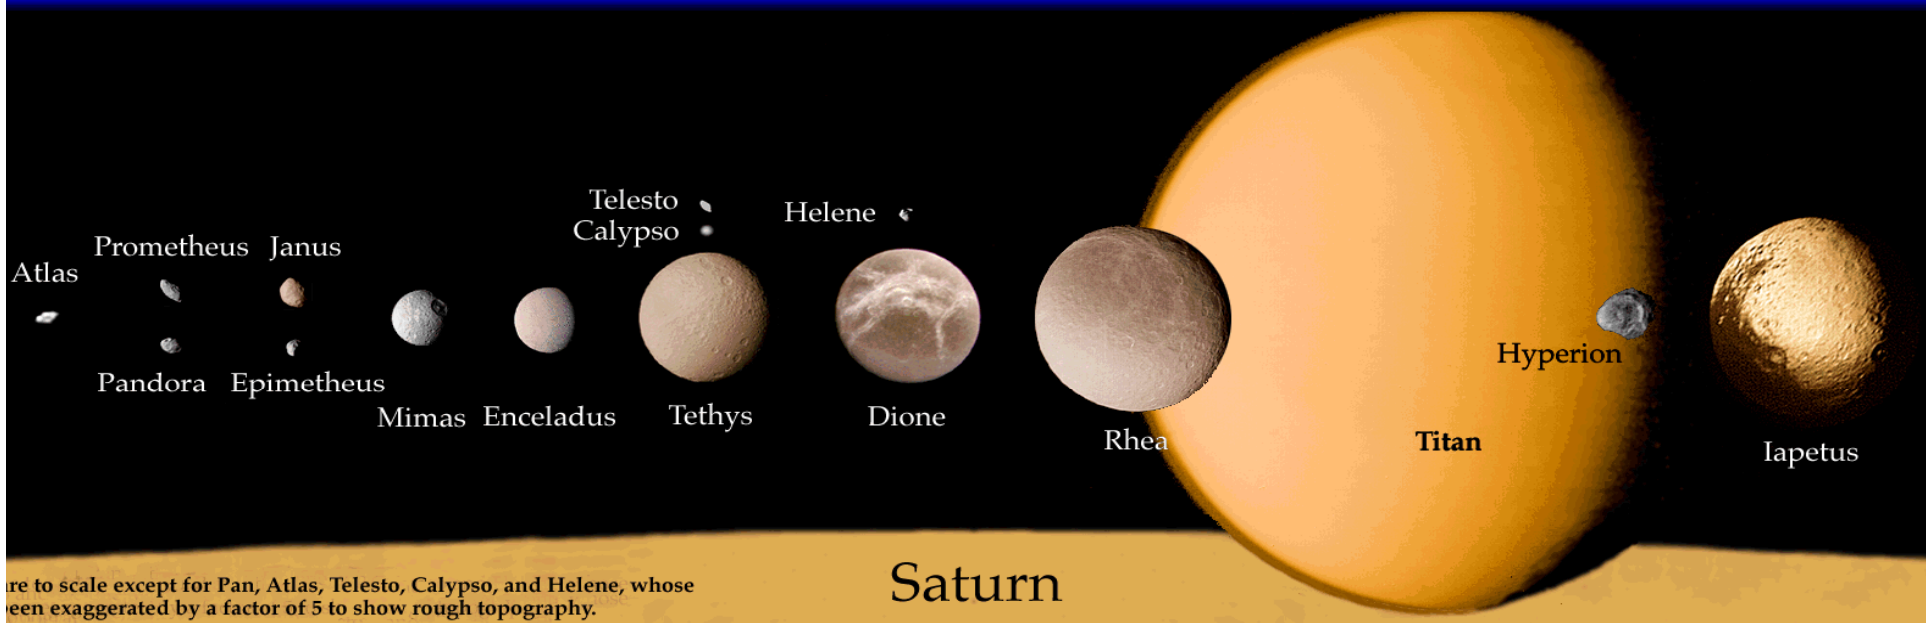 Atlas
Prometheus
Janus
Pandora
Epimetheus
Mimas
Enceladus
Telesto
Calypso
Tethys
Helene
Dione
Rhea
Titan
Hyperion
Iapetus
Saturn
re to scale except for Pan, Atlas, Telesto, Calypso, and Helene, whose
een exaggerated by a factor of 5 to show rough topography.